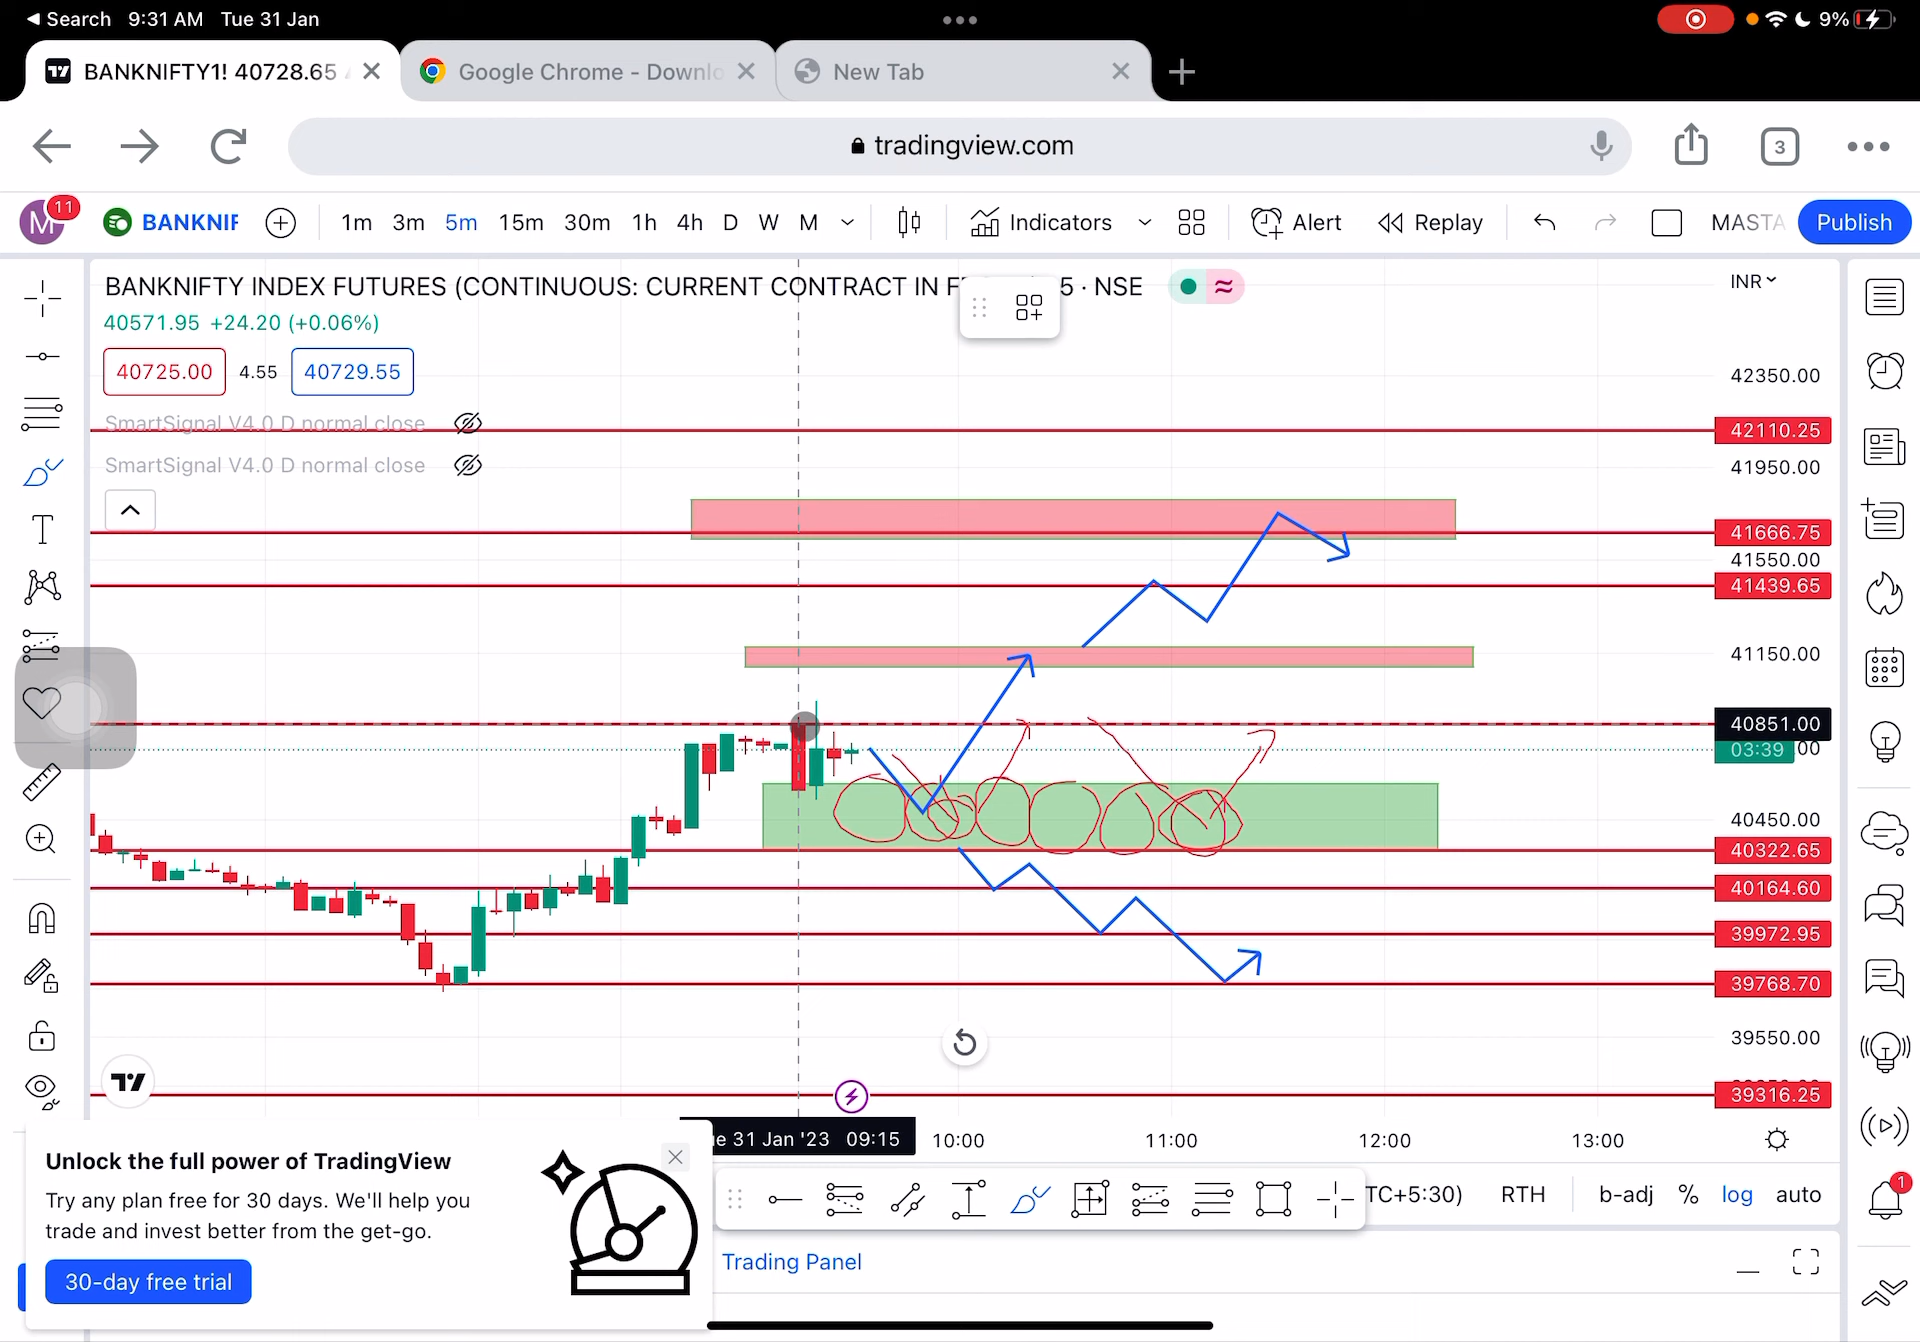 Search 9:31 AM Tue 31 Jan
9%
BANKNIFTY1! 40728.65
Google Chrome - Downlo
New Tab
tradingview.com
3
M
11
BANKNIF
1m 3m 5m 15m 30m 1h 4h D W M
Indicators
Alert
Replay
MASTA
Publish
BANKNIFTY INDEX FUTURES (CONTINUOUS: CURRENT CONTRACT IN F 5 · NSE
INR
40571.95 +24.20 (+0.06%)
40725.00 4.55 40729.55
SmartSignal V4.0 D normal close
SmartSignal V4.0 D normal close
42350.00
42110.25
41950.00
41666.75
41550.00
41439.65
41150.00
40851.00
03:39 00
40450.00
40322.65
40164.60
39972.95
39768.70
39550.00
39316.25
e 31 Jan '23 09:15 10:00 11:00 12:00 13:00
Unlock the full power of TradingView
Try any plan free for 30 days. We'll help you
trade and invest better from the get-go.
30-day free trial
TC+5:30) RTH b-adj % log auto
Trading Panel
1